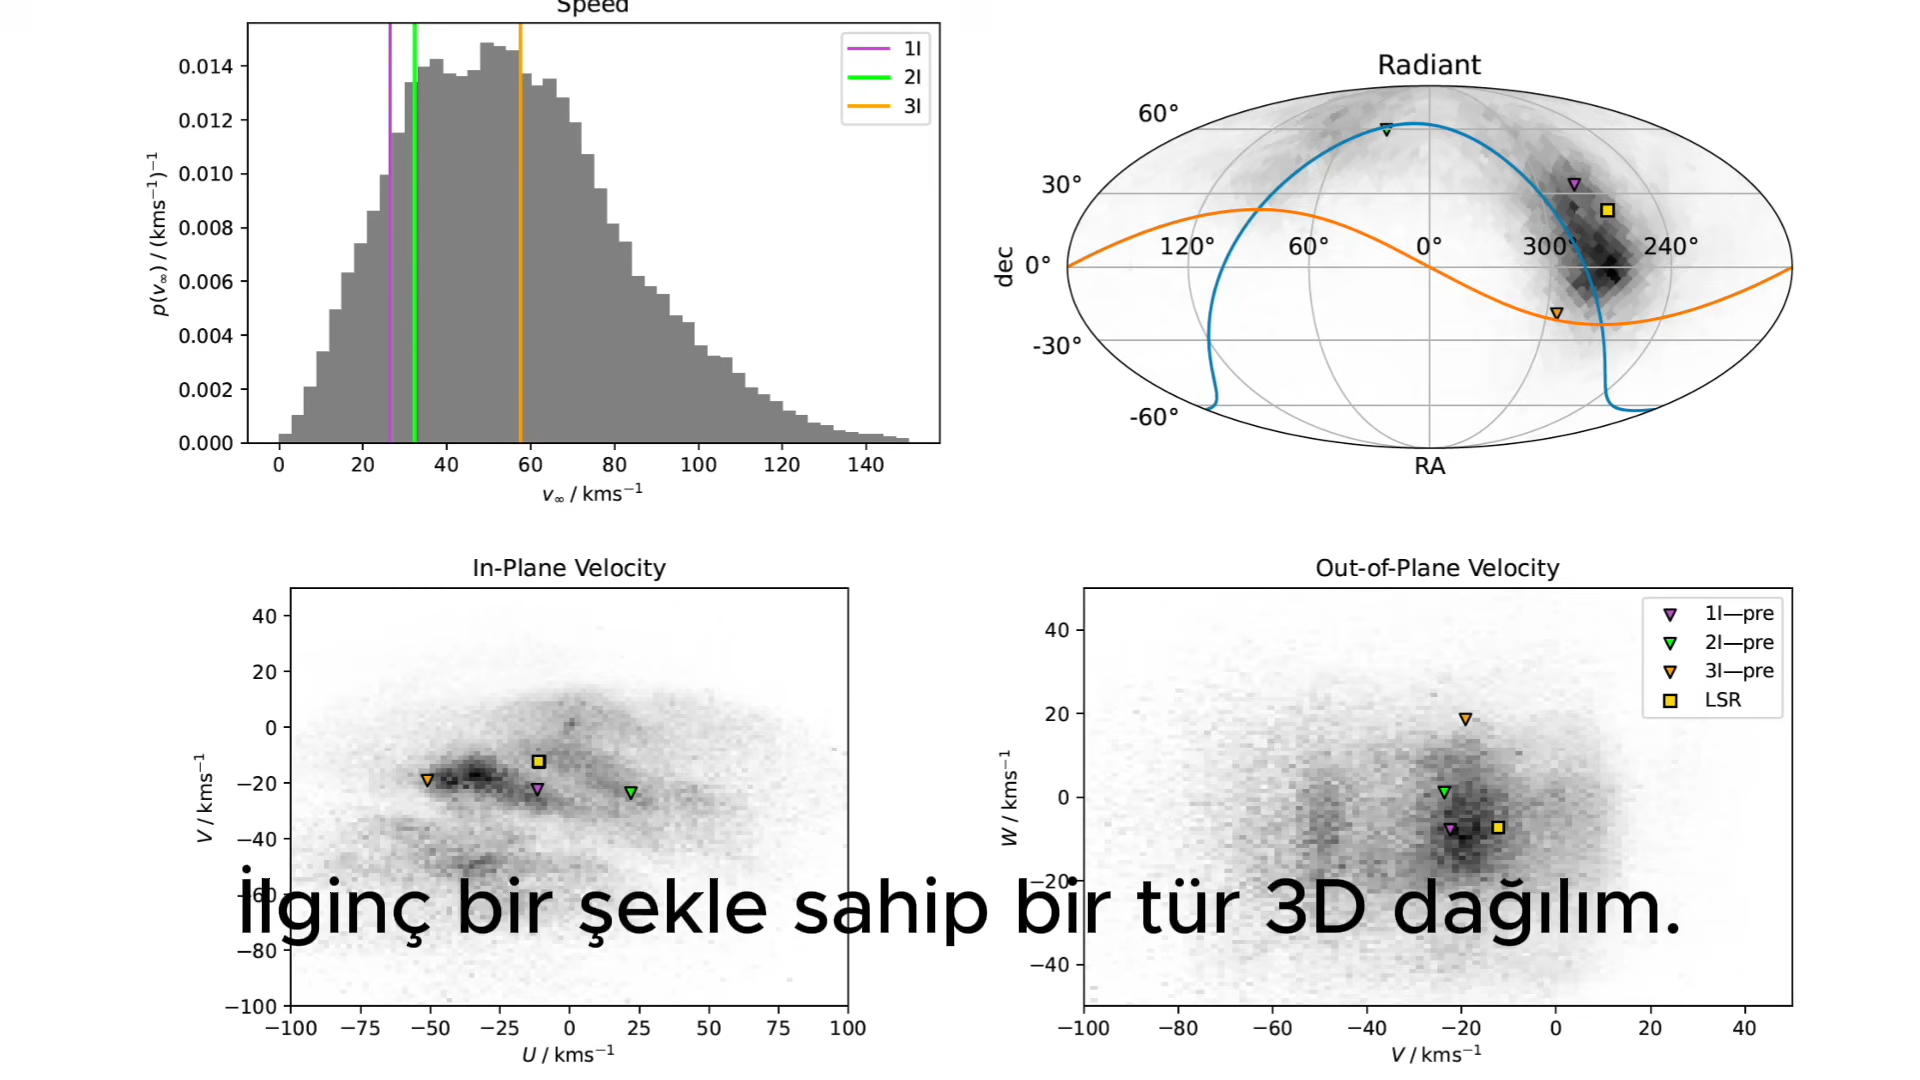 Speed
0.014
0.012
0.010
0.008
0.006
0.004
0.002
0.000
p(v∞) / (kms⁻¹)⁻¹
0 20 40 60 80 100 120 140
v∞ / kms⁻¹
1I
2I
3I
Radiant
60°
30°
0°
-30°
-60°
dec
120° 60° 0° 300° 240°
RA
In-Plane Velocity
40
20
0
−20
−40
−60
−80
−100
V / kms⁻¹
−100 −75 −50 −25 0 25 50 75 100
U / kms⁻¹
Out-of-Plane Velocity
40
20
0
−20
−40
W / kms⁻¹
−100 −80 −60 −40 −20 0 20 40
V / kms⁻¹
1I—pre
2I—pre
3I—pre
LSR
İlginç bir şekle sahip bir tür 3D dağılım.